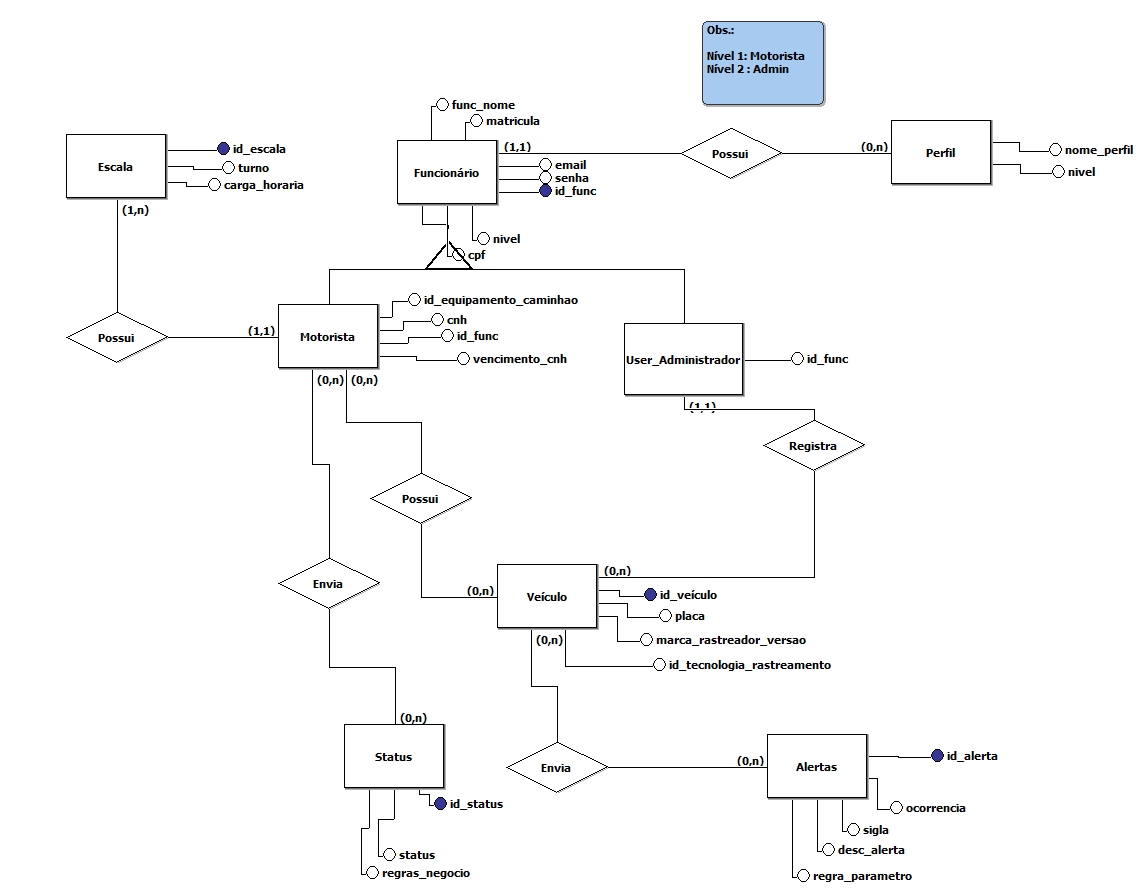 Obs.:
Nível 1: Motorista
Nível 2 : Admin
func_nome
matricula
Escala
id_escala
turno
carga_horaria
(1,n)
Funcionário
(1,1)
email
senha
id_func
nivel
cpf
Possui
(0,n)
Perfil
nome_perfil
nivel
Possui
(1,1)
Motorista
id_equipamento_caminhao
cnh
id_func
vencimento_cnh
(0,n)
(0,n)
User_Administrador
id_func
(1,1)
Registra
Possui
Envia
(0,n)
Veículo
(0,n)
id_veículo
placa
marca_rastreador_versao
id_tecnologia_rastreamento
(0,n)
(0,n)
Status
id_status
status
regras_negocio
Envia
(0,n)
Alertas
id_alerta
ocorrencia
sigla
desc_alerta
regra_parametro